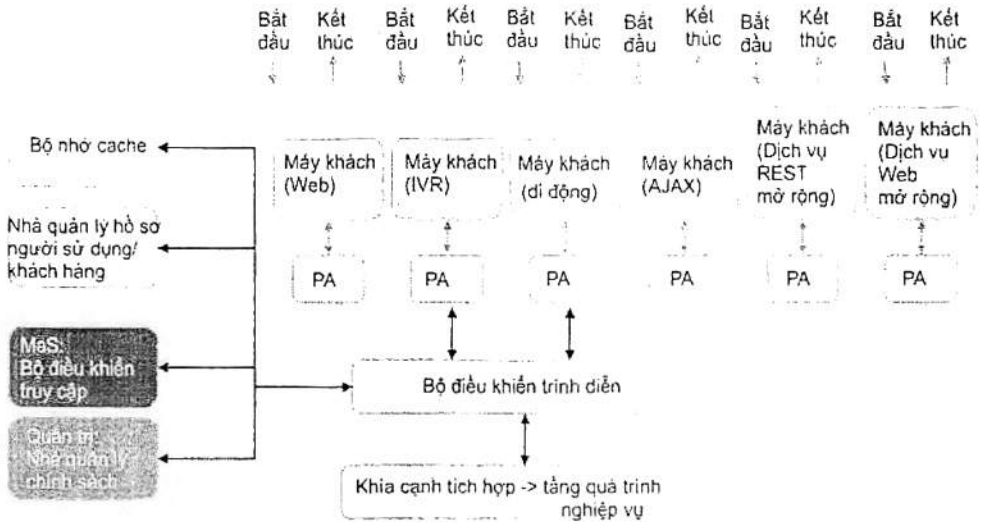 Bắt đầu
Kết thúc
Bắt đầu
Kết thúc
Bắt đầu
Kết thúc
Bắt đầu
Kết thúc
Bắt đầu
Kết thúc
Bắt đầu
Kết thúc
Bộ nhớ cache
Nhà quản lý hồ sơ
người sử dụng/
khách hàng
MaS:
Bộ điều khiển
truy cập
Quản trị:
Nhà quản lý
chính sách
Máy khách
(Web)
Máy khách
(IVR)
Máy khách
(di động)
Máy khách
(AJAX)
Máy khách
(Dịch vụ
REST
mở rộng)
Máy khách
(Dịch vụ
Web
mở rộng)
PA
PA
PA
PA
PA
PA
Bộ điều khiển trình diễn
Khía cạnh tích hợp -> tầng quá trình
nghiệp vụ